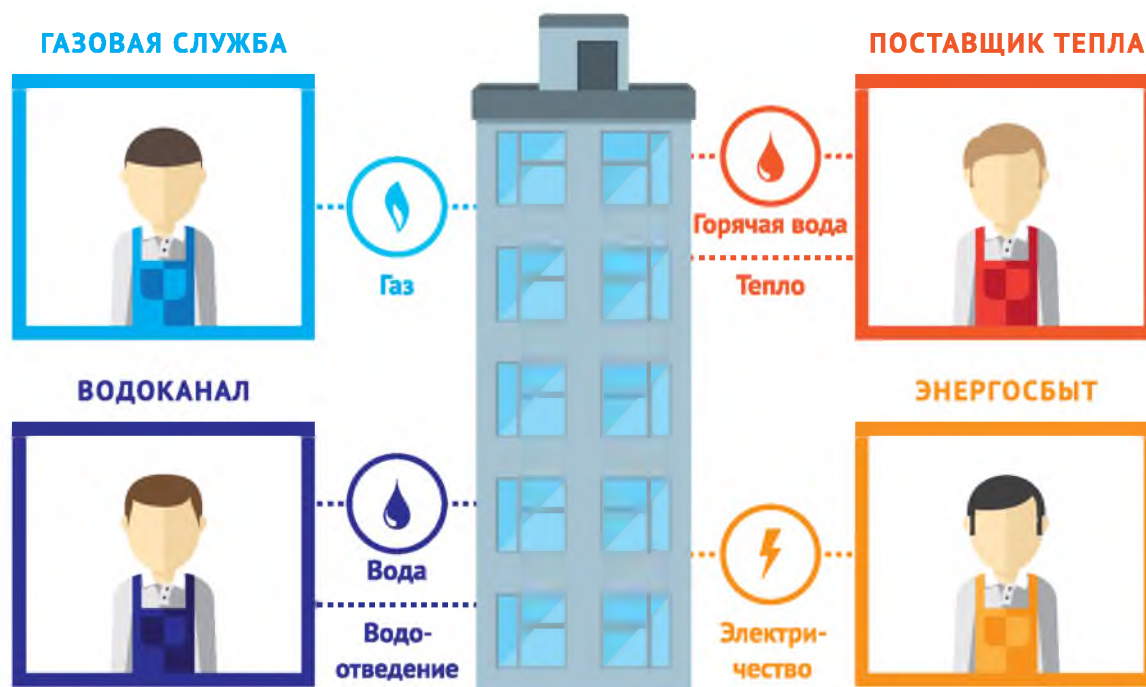 ГАЗОВАЯ СЛУЖБА
ПОСТАВЩИК ТЕПЛА
Газ
Горячая вода
Тепло
ВОДОКАНАЛ
ЭНЕРГОСБЫТ
Вода
Водо-
отведение
Электри-
чество